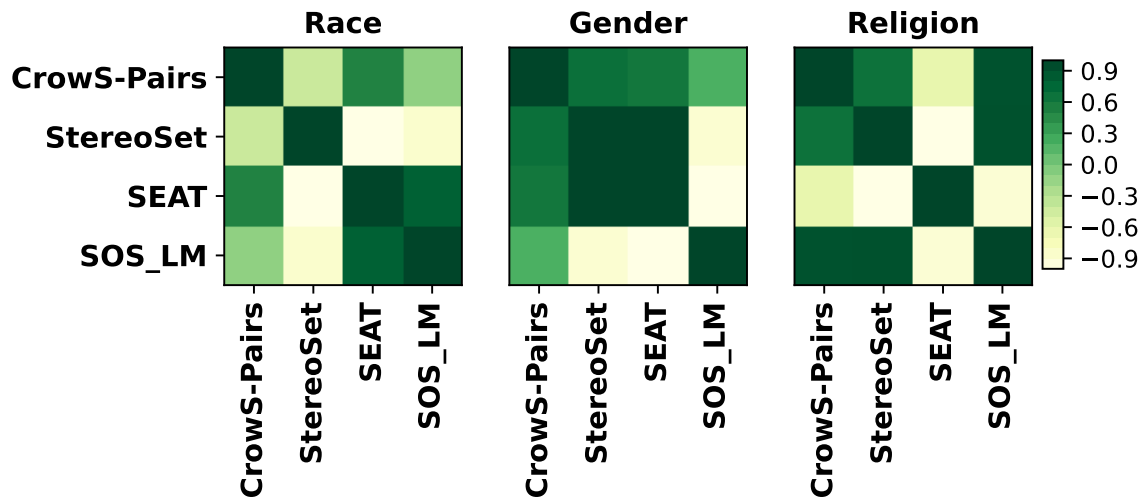 Race
Gender
Religion
CrowS-Pairs
StereoSet
SEAT
SOS_LM
0.9
0.6
0.3
0.0
−0.3
−0.6
−0.9
CrowS-Pairs
StereoSet
SEAT
SOS_LM
CrowS-Pairs
StereoSet
SEAT
SOS_LM
CrowS-Pairs
StereoSet
SEAT
SOS_LM